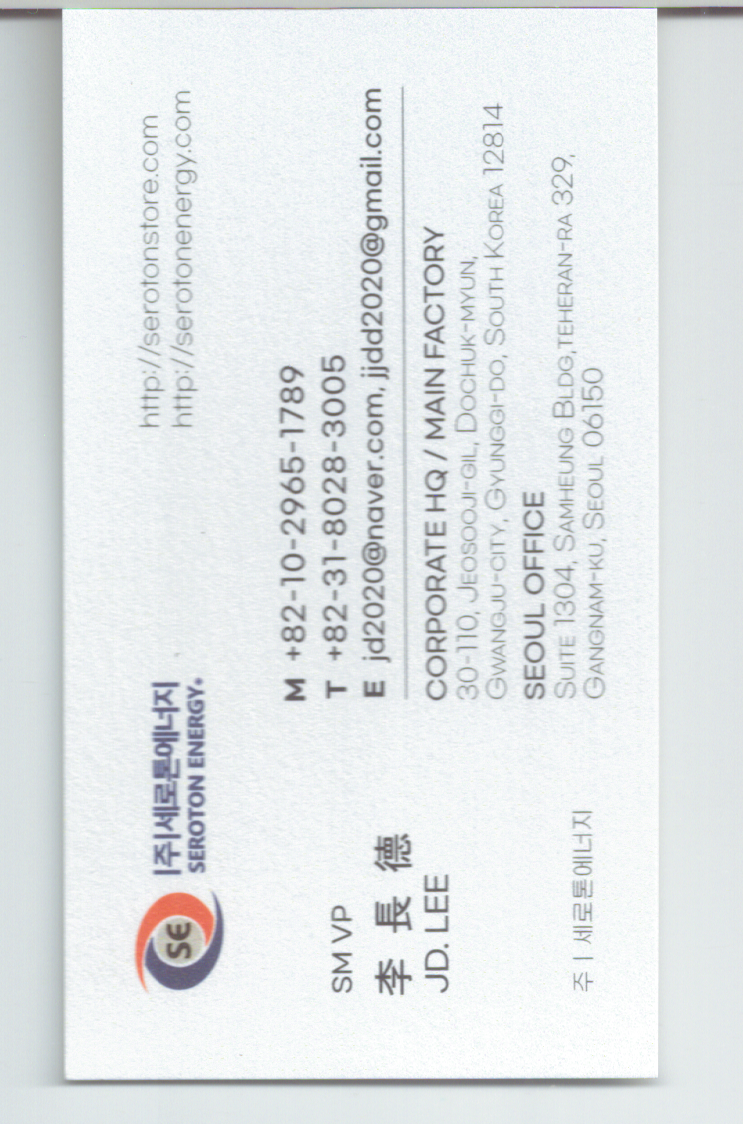 SE
|주|세로톤에너지
SEROTON ENERGY
http://serotonstore.com
http://serotonenergy.com
SM VP
李 長 德
JD. LEE
주 | 세로톤에너지
M +82-10-2965-1789
T +82-31-8028-3005
E jd2020@naver.com, jjdd2020@gmail.com
CORPORATE HQ / MAIN FACTORY
30-110, JEOSOOJI-GIL, DOCHUK-MYUN,
GWANGJU-CITY, GYUNGGI-DO, SOUTH KOREA 12814
SEOUL OFFICE
SUITE 1304, SAMHEUNG BLDG,TEHERAN-RA 329,
GANGNAM-KU, SEOUL 06150